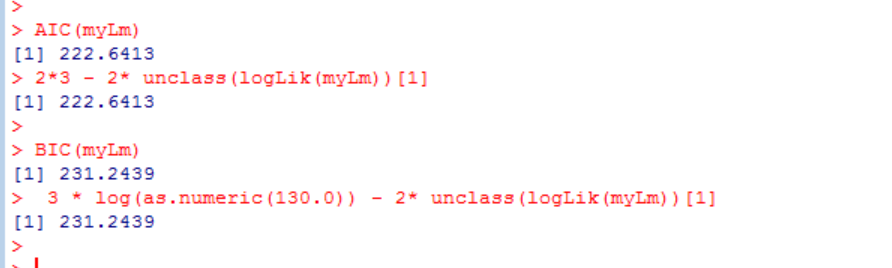 >
> AIC(myLm)
[1] 222.6413
> 2*3 - 2* unclass(logLik(myLm))[1]
[1] 222.6413
>
> BIC(myLm)
[1] 231.2439
>  3 * log(as.numeric(130.0)) - 2* unclass(logLik(myLm))[1]
[1] 231.2439
>
>